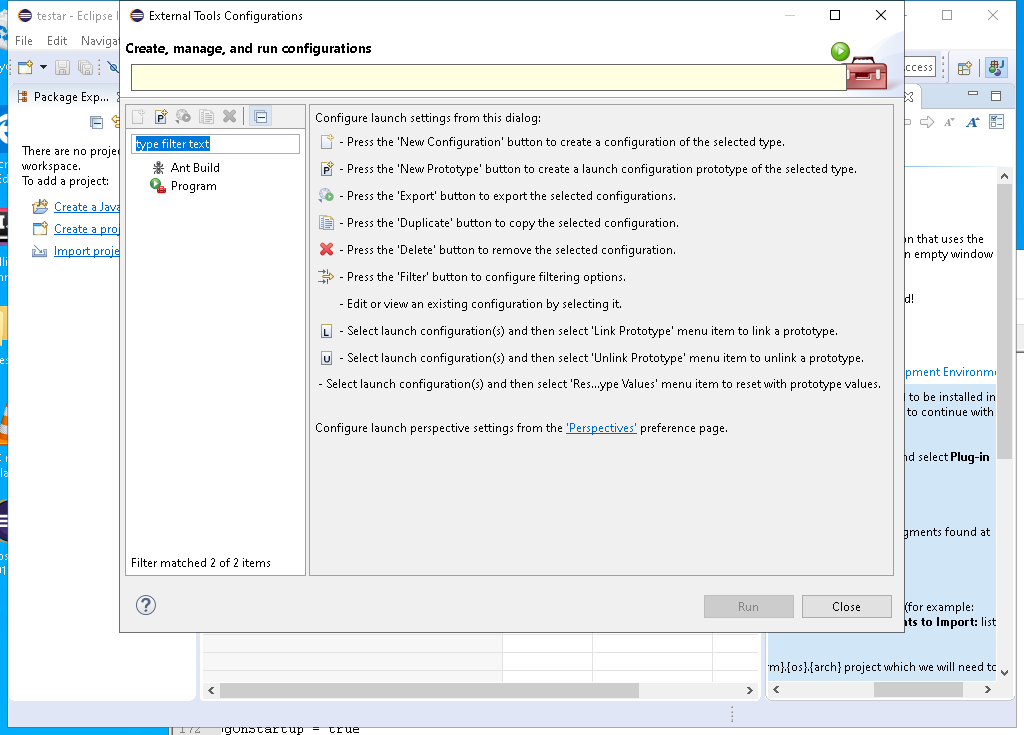 testar - Eclipse I
External Tools Configurations
File Edit Navigat
Create, manage, and run configurations
ccess
Package Exp...
type filter text
Ant Build
Program
Filter matched 2 of 2 items
There are no projec
workspace.
To add a project:
Create a Java
Create a proj
Import proje
Configure launch settings from this dialog:
- Press the 'New Configuration' button to create a configuration of the selected type.
- Press the 'New Prototype' button to create a launch configuration prototype of the selected type.
- Press the 'Export' button to export the selected configurations.
- Press the 'Duplicate' button to copy the selected configuration.
- Press the 'Delete' button to remove the selected configuration.
- Press the 'Filter' button to configure filtering options.
- Edit or view an existing configuration by selecting it.
L - Select launch configuration(s) and then select 'Link Prototype' menu item to link a prototype.
U - Select launch configuration(s) and then select 'Unlink Prototype' menu item to unlink a prototype.
- Select launch configuration(s) and then select 'Res...ype Values' menu item to reset with prototype values.
Configure launch perspective settings from the 'Perspectives' preference page.
Run
Close
on that uses the
n empty window
d!
pment Environme
l to be installed in
to continue with
nd select Plug-in
gments found at
(for example:
nts to Import: list
rm}.{os}.{arch} project which we will need to
172
gOnStartup = true